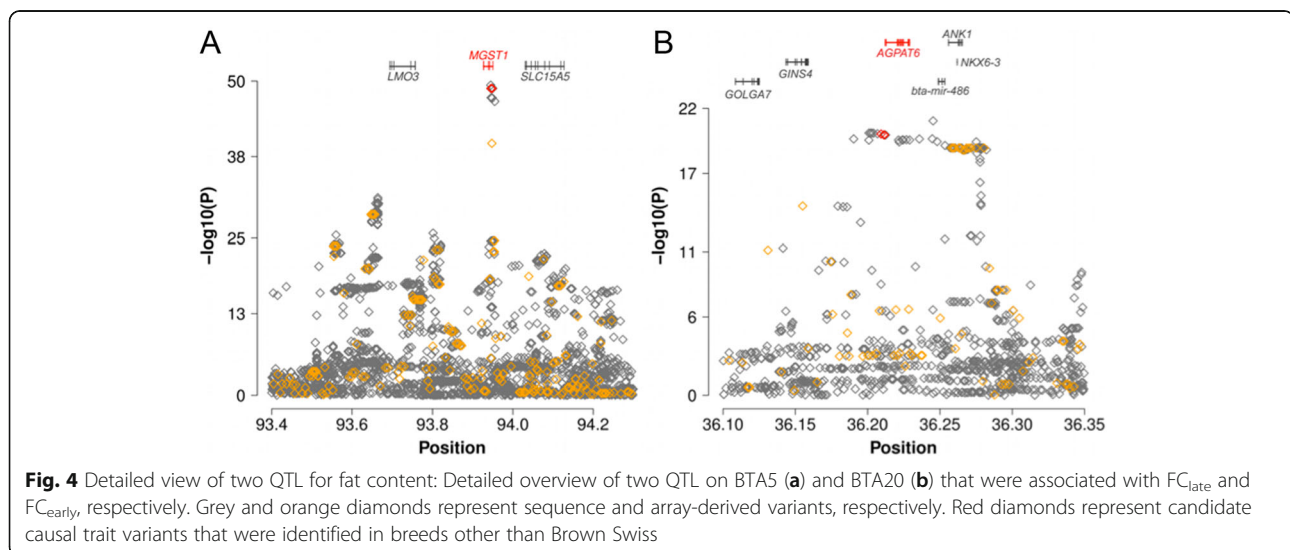 A
B
LMO3
MGST1
SLC15A5
GOLGA7
GINS4
AGPAT6
ANK1
NKX6-3
bta-mir-486
50
38
25
13
0
−log10(P)
93.4 93.6 93.8 94.0 94.2
Position
22
17
11
6
0
−log10(P)
36.10 36.15 36.20 36.25 36.30 36.35
Position
Fig. 4 Detailed view of two QTL for fat content: Detailed overview of two QTL on BTA5 (a) and BTA20 (b) that were associated with FClate and
FCearly, respectively. Grey and orange diamonds represent sequence and array-derived variants, respectively. Red diamonds represent candidate
causal trait variants that were identified in breeds other than Brown Swiss